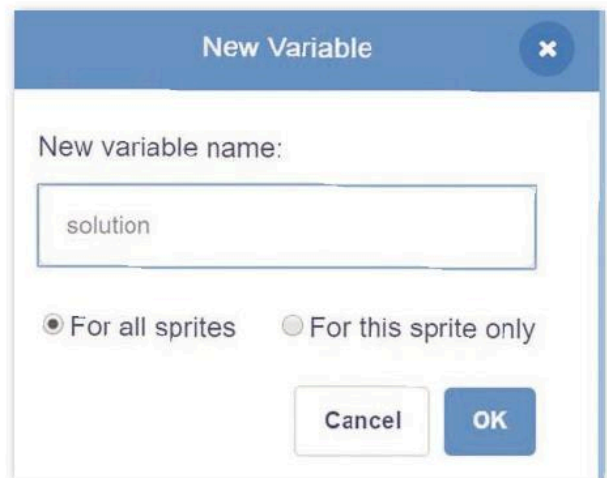 New Variable
New variable name:
solution
For all sprites
For this sprite only
Cancel
OK